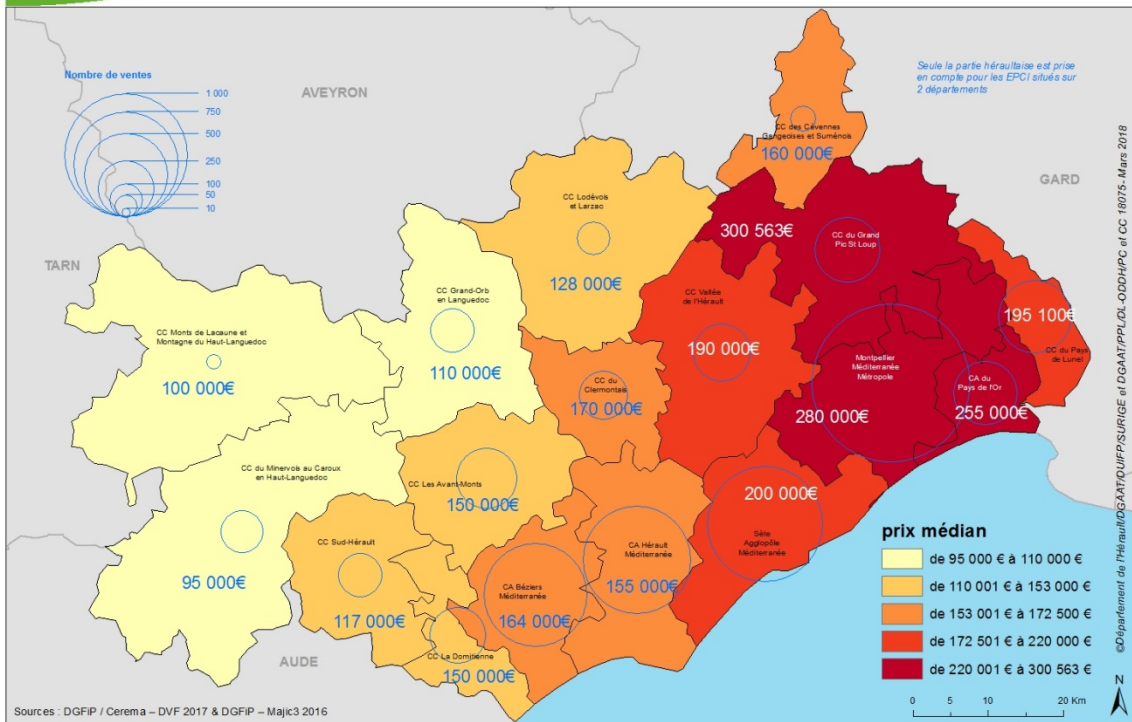 Nombre de ventes
1 000
750
500
250
100
50
10
AVEYRON
Seule la partie héraultaise est prise
en compte pour les EPCI situés sur
2 départements
GARD
TARN
AUDE
CC des Cévennes
Gangeoises et Suménois
160 000€
CC Lodévois
et Larzac
128 000€
300 563€
CC du Grand
Pic St Loup
CC Grand-Orb
en Languedoc
110 000€
CC Vallée
de l'Hérault
190 000€
195 100€
CC du Pays
de Lunel
CC Monts de Lacaune et
Montagne du Haut-Languedoc
100 000€
CC du
Clermontais
170 000€
Montpellier
Méditerranée
Métropole
280 000€
CA du
Pays de l'Or
255 000€
CC du Minervois au Caroux
en Haut-Languedoc
95 000€
CC Les Avant-Monts
150 000€
200 000€
Sète
Agglopôle
Méditerranée
CC Sud-Hérault
117 000€
CA Béziers
Méditerranée
164 000€
CA Hérault
Méditerranée
155 000€
CC La Domitienne
150 000€
prix médian
de 95 000 € à 110 000 €
de 110 001 € à 153 000 €
de 153 001 € à 172 500 €
de 172 501 € à 220 000 €
de 220 001 € à 300 563 €
0 10 20 Km
N
Sources : DGFiP / Cerema – DVF 2017 & DGFiP – Majic3 2016
©Département de l'Hérault/DGAAT/OUIFP/SURIGE et DGAAT/PPL/DL-ODDH/PC et CC 18075- Mars 2018